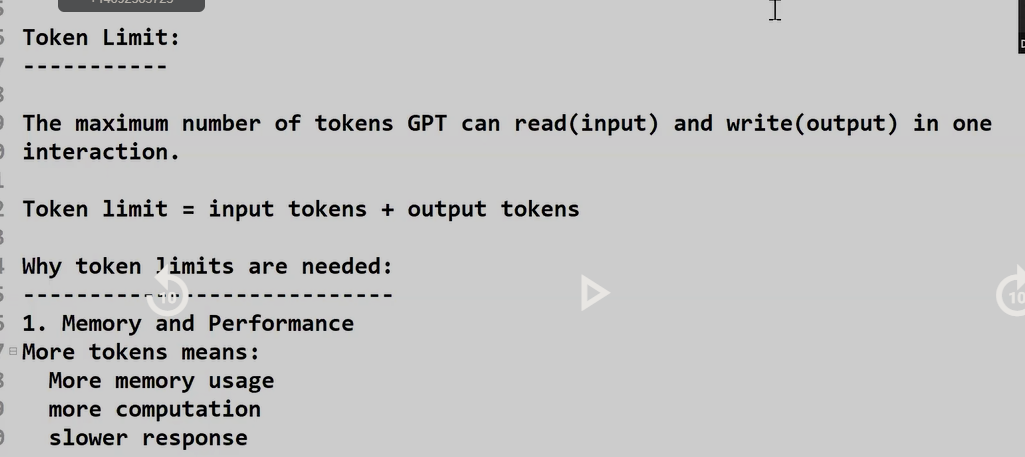 Token Limit:
-----------
The maximum number of tokens GPT can read(input) and write(output) in one
interaction.
Token limit = input tokens + output tokens
Why token limits are needed:
----------------------------
1. Memory and Performance
More tokens means:
More memory usage
more computation
slower response
10
10